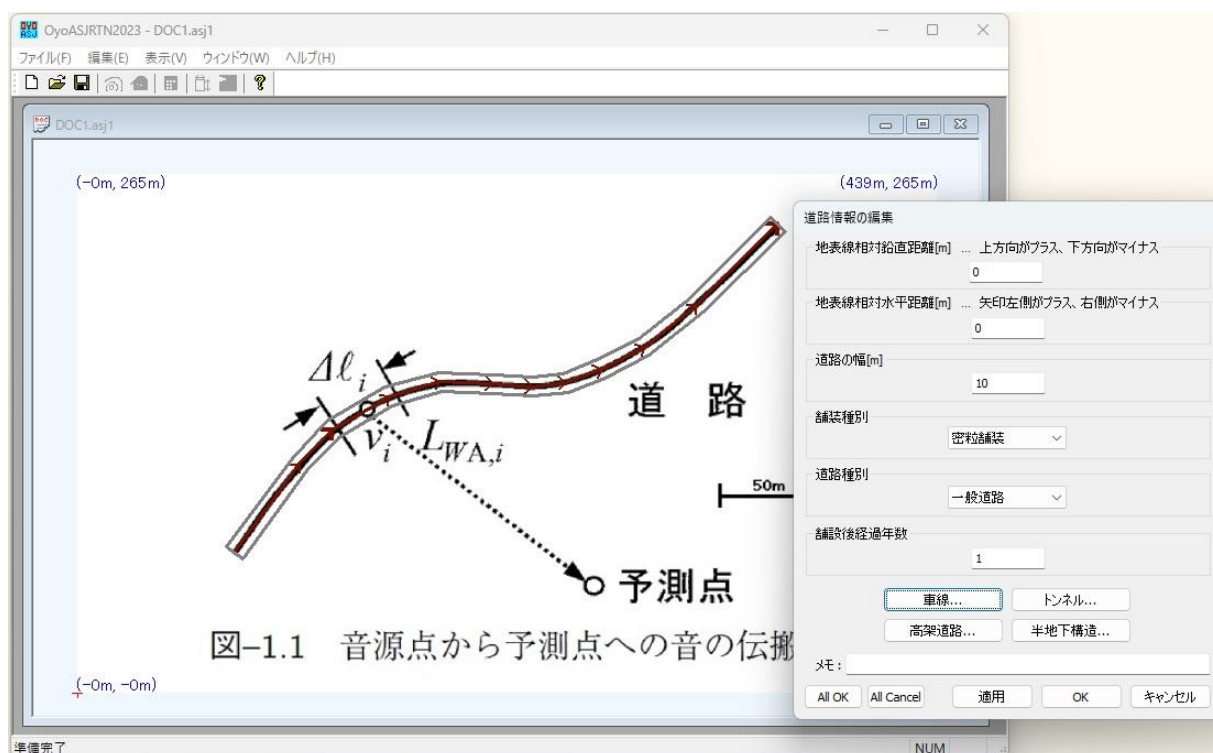 OyoASJRTN2023 - DOC1.asj1
ファイル(F) 編集(E) 表示(V) ウィンドウ(W) ヘルプ(H)
DOC1.asj1
(-0m, 265m)
(439m, 265m)
Δℓi
νi
LWA,i
道 路
50m
予測点
図-1.1 音源点から予測点への音の伝搬
(-0m, -0m)
準備完了
NUM
道路情報の編集
地表線相対鉛直距離[m] ... 上方向がプラス、下方向がマイナス
0
地表線相対水平距離[m] ... 矢印左側がプラス、右側がマイナス
0
道路の幅[m]
10
舗装種別
密粒舗装
道路種別
一般道路
舗設後経過年数
1
車線... トンネル...
高架道路... 半地下構造...
メモ:
All OK All Cancel 適用 OK キャンセル